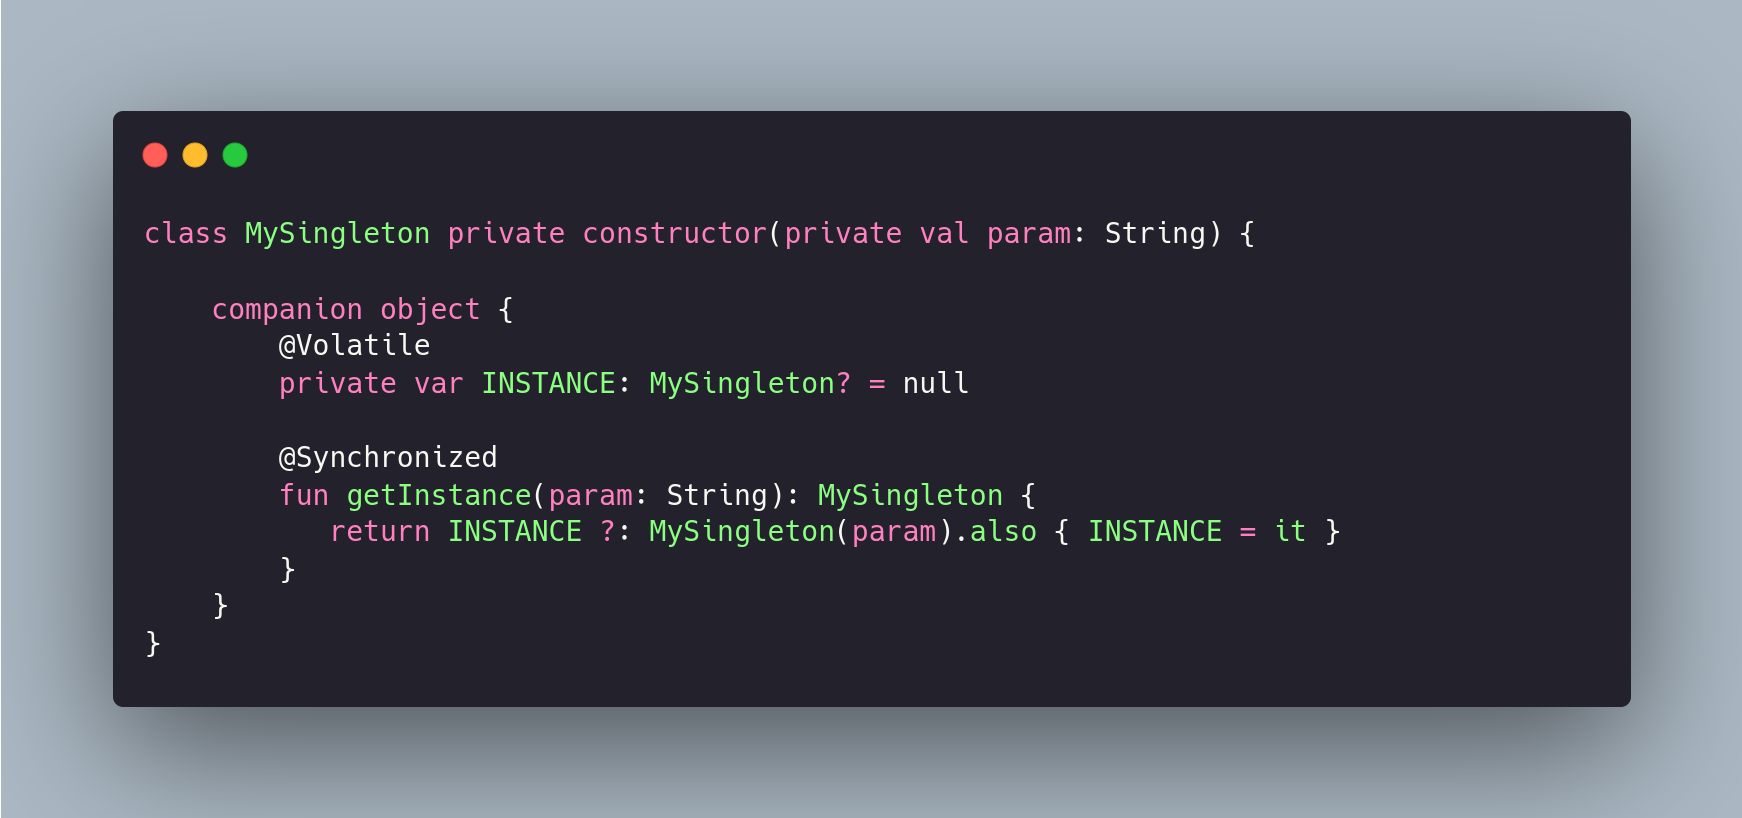 class MySingleton private constructor(private val param: String) {
    companion object {
        @Volatile
        private var INSTANCE: MySingleton? = null
        @Synchronized
        fun getInstance(param: String): MySingleton {
           return INSTANCE ?: MySingleton(param).also { INSTANCE = it }
        }
    }
}